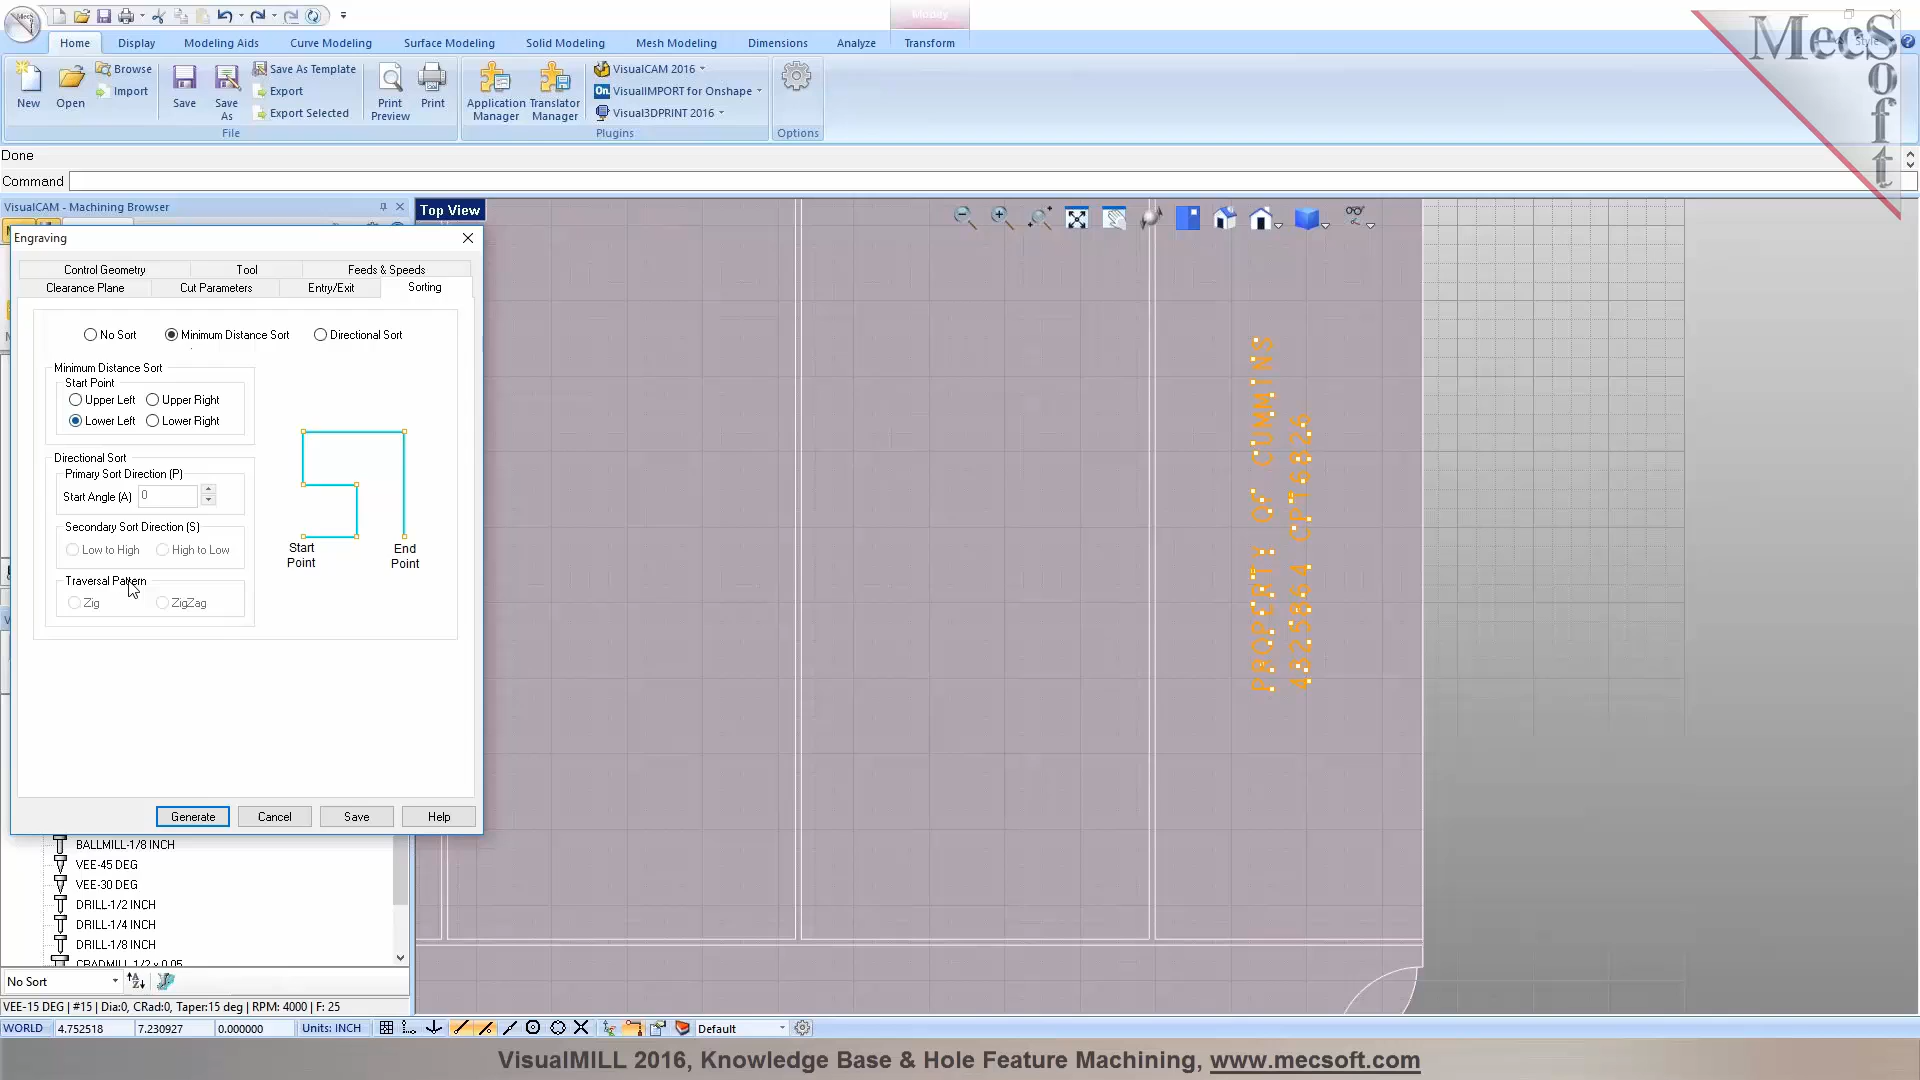 Modify
MecSoft
Style
Home Display Modeling Aids Curve Modeling Surface Modeling Solid Modeling Mesh Modeling Dimensions Analyze Transform
New Open Browse Import Save Save As Save As Template Export Export Selected Print Preview Print
File
Application Manager Translator Manager VisualCAM 2016 VisualIMPORT for Onshape Visual3DPRINT 2016
Plugins
Options
Done
Command
VisualCAM - Machining Browser
Top View
Engraving
Control Geometry Tool Feeds & Speeds
Clearance Plane Cut Parameters Entry/Exit Sorting
No Sort Minimum Distance Sort Directional Sort
Minimum Distance Sort
Start Point
Upper Left Upper Right
Lower Left Lower Right
Directional Sort
Primary Sort Direction (P)
Start Angle (A) 0
Secondary Sort Direction (S)
Low to High High to Low
Traversal Pattern
Zig ZigZag
Start Point
End Point
Generate Cancel Save Help
PROPERTY OF CUMMINS
4825864 CPT6826
BALLMILL-1/8 INCH
VEE-45 DEG
VEE-30 DEG
DRILL-1/2 INCH
DRILL-1/4 INCH
DRILL-1/8 INCH
CRADMILL-1/2 x 0.05
No Sort
VEE-15 DEG | #15 | Dia:0, CRad:0, Taper:15 deg | RPM: 4000 | F: 25
WORLD 4.752518 7.230927 0.000000 Units: INCH Default
VisualMILL 2016, Knowledge Base & Hole Feature Machining, www.mecsoft.com